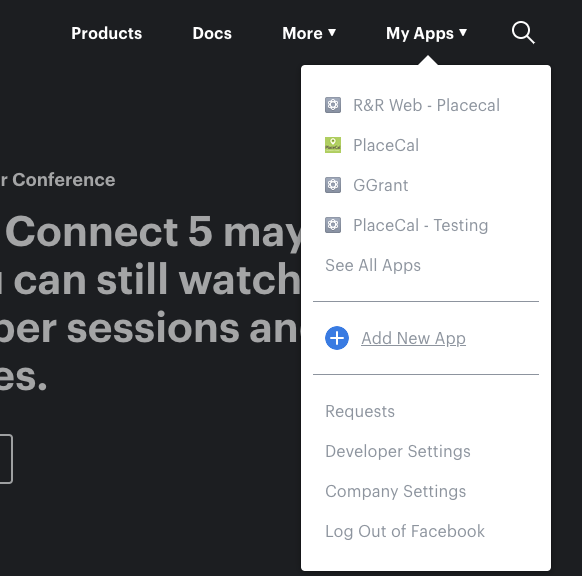 Products Docs More ▼ My Apps ▼
R&R Web - Placecal
PlaceCal
GGrant
PlaceCal - Testing
See All Apps
Add New App
Requests
Developer Settings
Company Settings
Log Out of Facebook
r Conference
Connect 5 may
can still watch
per sessions an
es.